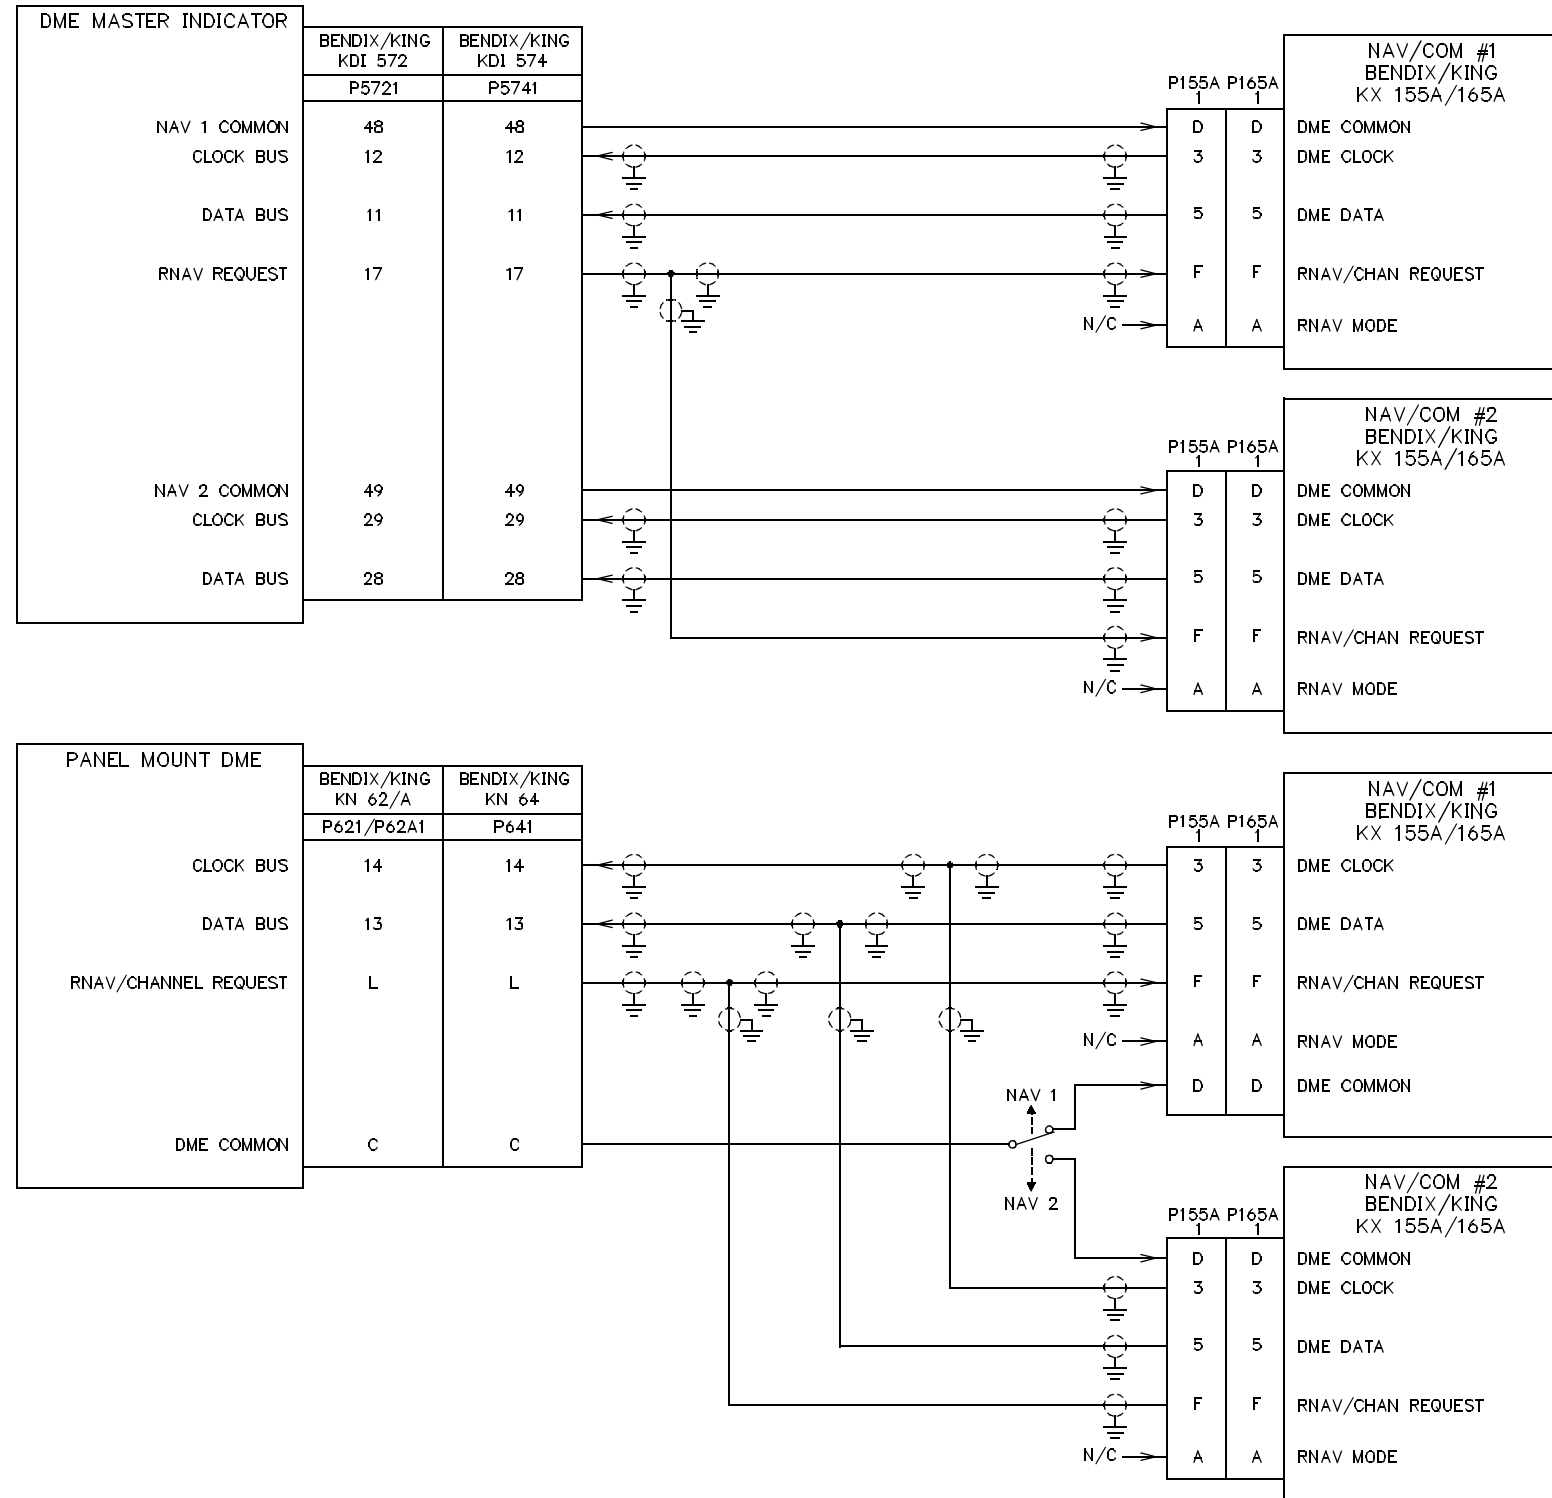 DME MASTER INDICATOR
BENDIX/KING KDI 572
BENDIX/KING KDI 574
P5721 P5741
NAV 1 COMMON 48 48
CLOCK BUS 12 12
DATA BUS 11 11
RNAV REQUEST 17 17
NAV 2 COMMON 49 49
CLOCK BUS 29 29
DATA BUS 28 28
NAV/COM #1
BENDIX/KING
KX 155A/165A
P155A P165A
1 1
D D DME COMMON
3 3 DME CLOCK
5 5 DME DATA
F F RNAV/CHAN REQUEST
N/C A A RNAV MODE
NAV/COM #2
BENDIX/KING
KX 155A/165A
P155A P165A
1 1
D D DME COMMON
3 3 DME CLOCK
5 5 DME DATA
F F RNAV/CHAN REQUEST
N/C A A RNAV MODE
PANEL MOUNT DME
BENDIX/KING KN 62/A
BENDIX/KING KN 64
P621/P62A1 P641
CLOCK BUS 14 14
DATA BUS 13 13
RNAV/CHANNEL REQUEST L L
DME COMMON C C
NAV 1
NAV 2
NAV/COM #1
BENDIX/KING
KX 155A/165A
P155A P165A
1 1
3 3 DME CLOCK
5 5 DME DATA
F F RNAV/CHAN REQUEST
N/C A A RNAV MODE
D D DME COMMON
NAV/COM #2
BENDIX/KING
KX 155A/165A
P155A P165A
1 1
D D DME COMMON
3 3 DME CLOCK
5 5 DME DATA
F F RNAV/CHAN REQUEST
N/C A A RNAV MODE